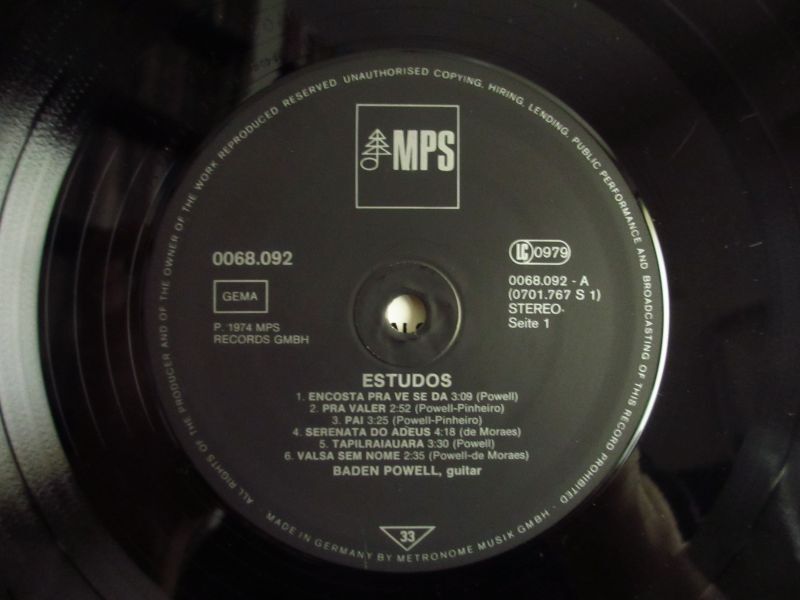 ALL RIGHTS OF THE PRODUCER AND OF THE OWNER OF THE WORK REPRODUCED RESERVED UNAUTHORISED COPYING, HIRING, LENDING, PUBLIC PERFORMANCE AND BROADCASTING OF THIS RECORD PROHIBITED
MPS
0068.092
LC 0979
GEMA
0068.092 - A
(0701.767 S 1)
STEREO-
Seite 1
P. 1974 MPS
RECORDS GMBH
ESTUDOS
1. ENCOSTA PRA VE SE DA 3:09 (Powell)
2. PRA VALER 2:52 (Powell-Pinheiro)
3. PAI 3:25 (Powell-Pinheiro)
4. SERENATA DO ADEUS 4:18 (de Moraes)
5. TAPILRAIAUARA 3:30 (Powell)
6. VALSA SEM NOME 2:35 (Powell-de Moraes)
BADEN POWELL, guitar
33
MADE IN GERMANY BY METRONOME MUSIK GMBH